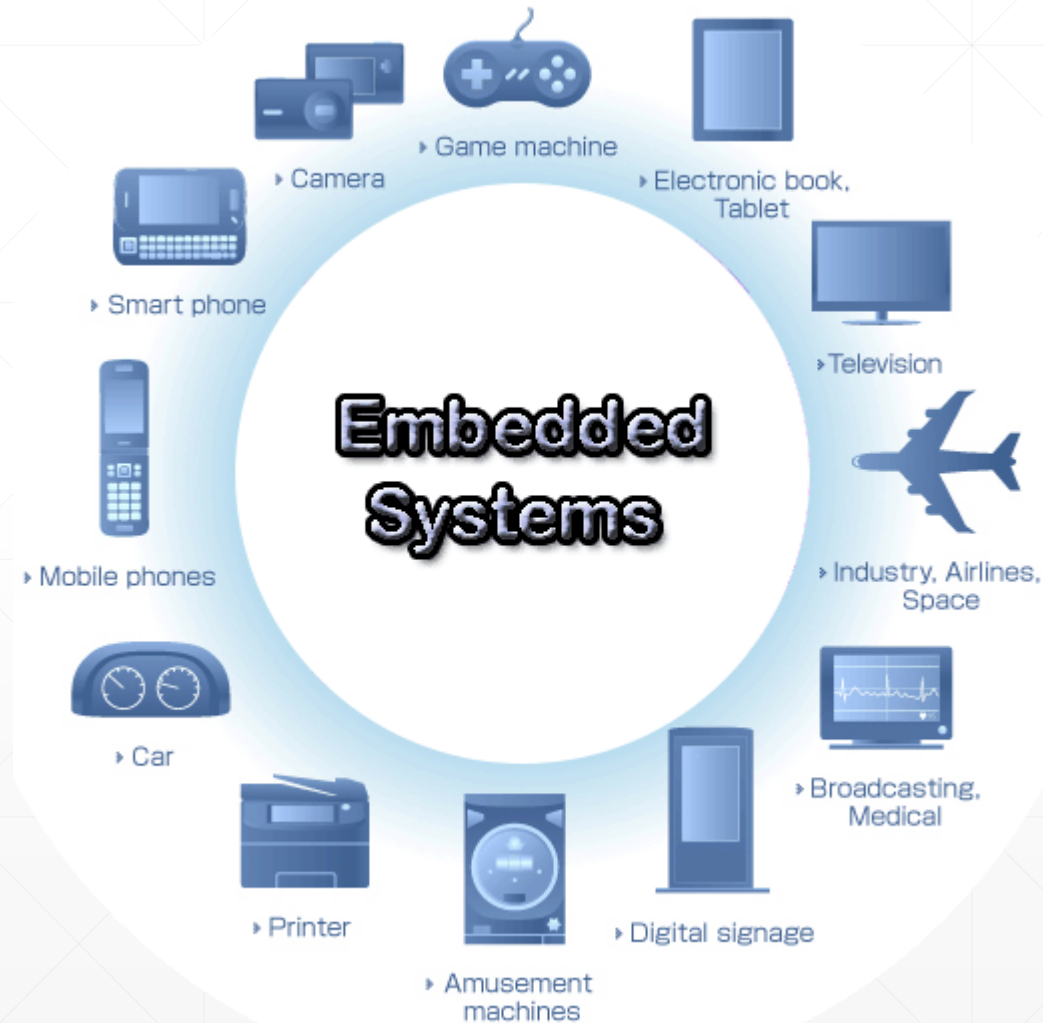 Game machine
Camera
Electronic book,
Tablet
Smart phone
Television
Embedded
Systems
Mobile phones
Industry, Airlines,
Space
Car
Broadcasting,
Medical
Printer
Digital signage
Amusement
machines